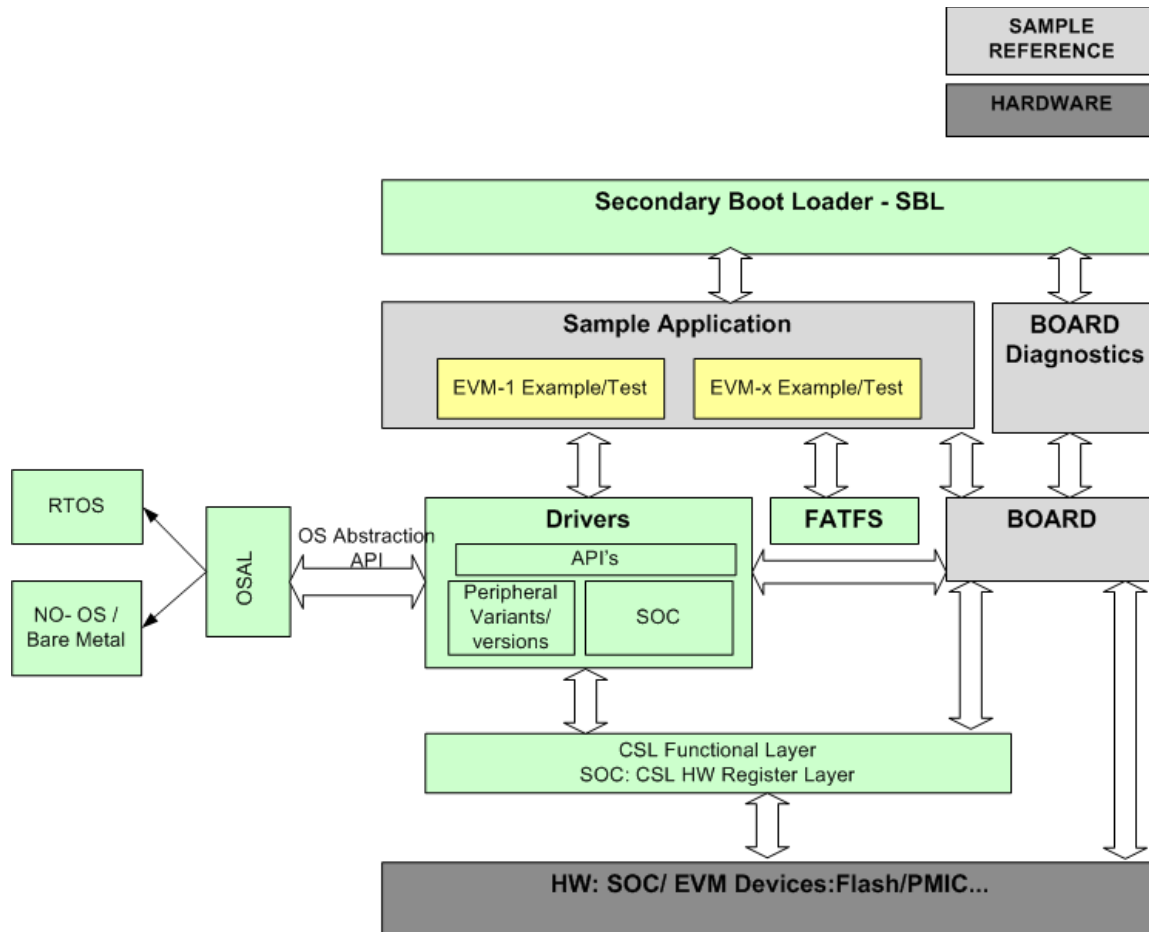 SAMPLE
REFERENCE
HARDWARE
Secondary Boot Loader - SBL
Sample Application
EVM-1 Example/Test
EVM-x Example/Test
BOARD
Diagnostics
RTOS
NO- OS /
Bare Metal
OSAL
OS Abstraction
API
Drivers
API's
Peripheral
Variants/
versions
SOC
FATFS
BOARD
CSL Functional Layer
SOC: CSL HW Register Layer
HW: SOC/ EVM Devices:Flash/PMIC...